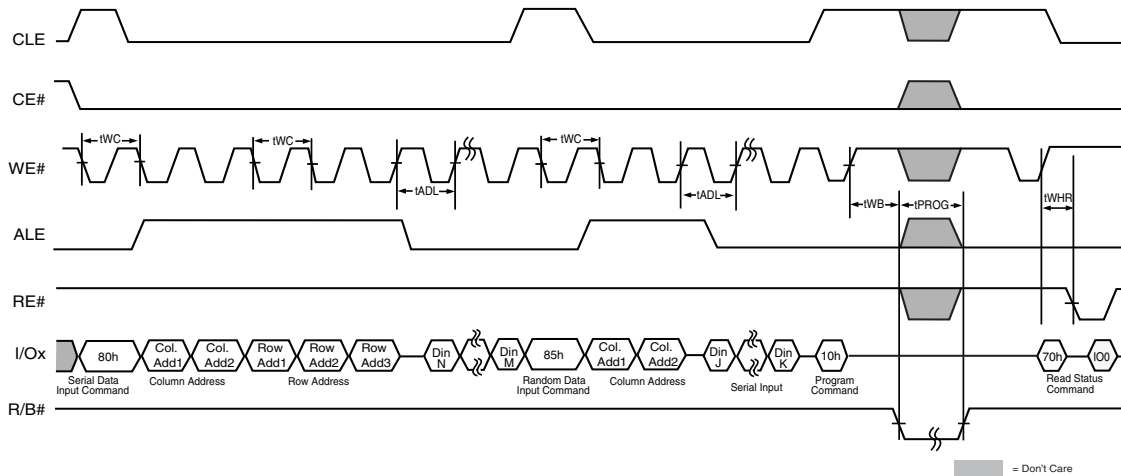 CLE
CE#
tWC
tWC
tWC
WE#
tADL
tADL
tWB
tPROG
tWHR
ALE
RE#
I/Ox
80h
Col. Add1
Col. Add2
Row Add1
Row Add2
Row Add3
Din N
Din M
85h
Col. Add1
Col. Add2
Din J
Din K
10h
70h
IO0
Serial Data
Input Command
Column Address
Row Address
Random Data
Input Command
Column Address
Serial Input
Program
Command
Read Status
Command
R/B#
= Don't Care